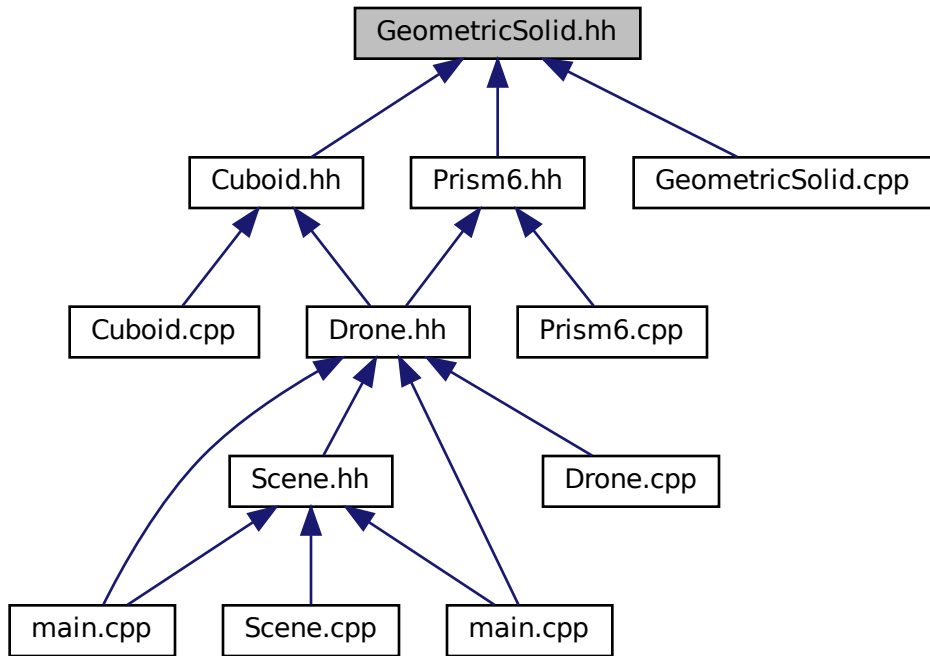 GeometricSolid.hh
Cuboid.hh
Prism6.hh
GeometricSolid.cpp
Cuboid.cpp
Drone.hh
Prism6.cpp
Scene.hh
Drone.cpp
main.cpp
Scene.cpp
main.cpp